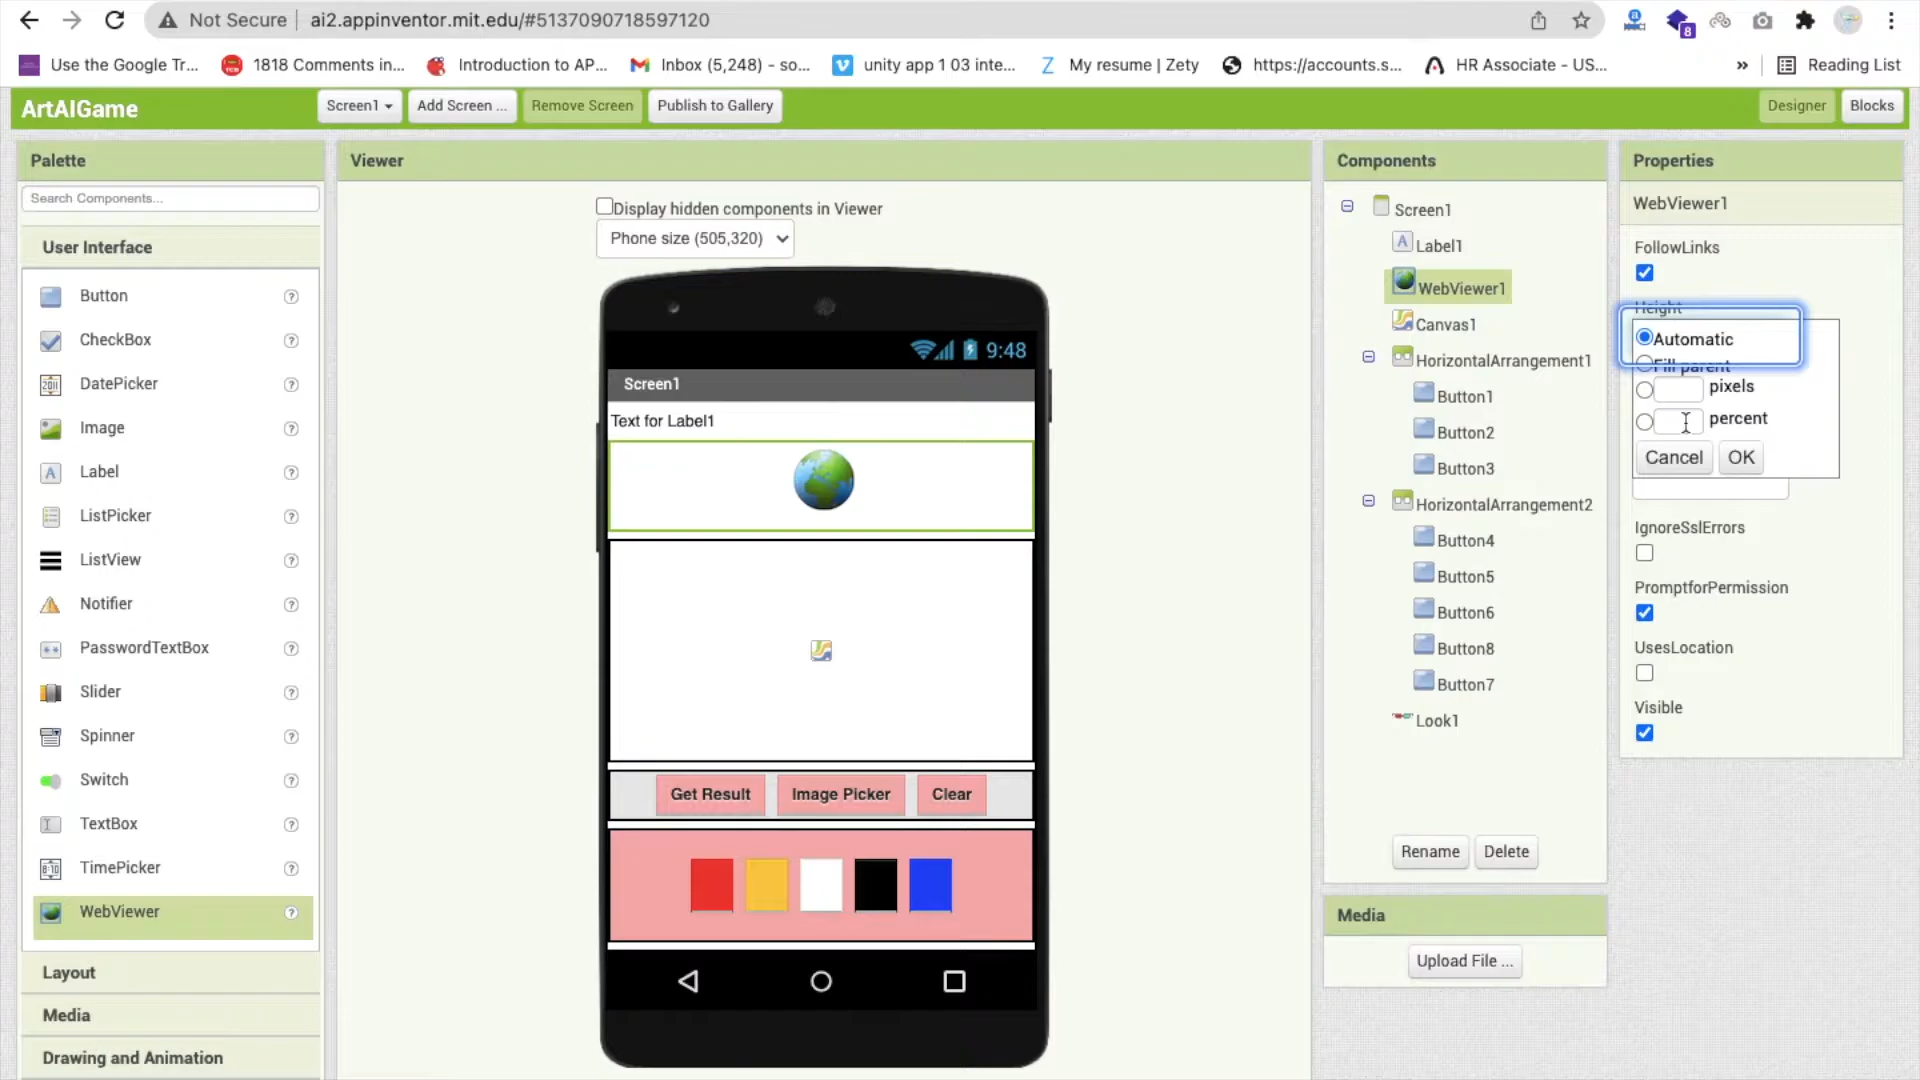 Not Secure
ai2.appinventor.mit.edu/#5137090718597120
8
Use the Google Tr...
1818 Comments in...
Introduction to AP...
Inbox (5,248) - so...
unity app 1 03 inte...
My resume | Zety
https://accounts.s...
HR Associate - US...
»
Reading List
ArtAIGame
Screen1
Add Screen ...
Remove Screen
Publish to Gallery
Designer
Blocks
Palette
Search Components...
User Interface
Button
CheckBox
DatePicker
Image
Label
ListPicker
ListView
Notifier
PasswordTextBox
Slider
Spinner
Switch
TextBox
TimePicker
WebViewer
Layout
Media
Drawing and Animation
Viewer
Display hidden components in Viewer
Phone size (505,320)
9:48
Screen1
Text for Label1
Get Result
Image Picker
Clear
Components
Screen1
Label1
WebViewer1
Canvas1
HorizontalArrangement1
Button1
Button2
Button3
HorizontalArrangement2
Button4
Button5
Button6
Button8
Button7
Look1
Rename
Delete
Media
Upload File ...
Properties
WebViewer1
FollowLinks
Height
Automatic
Fill parent
pixels
percent
Cancel
OK
IgnoreSslErrors
PromptforPermission
UsesLocation
Visible